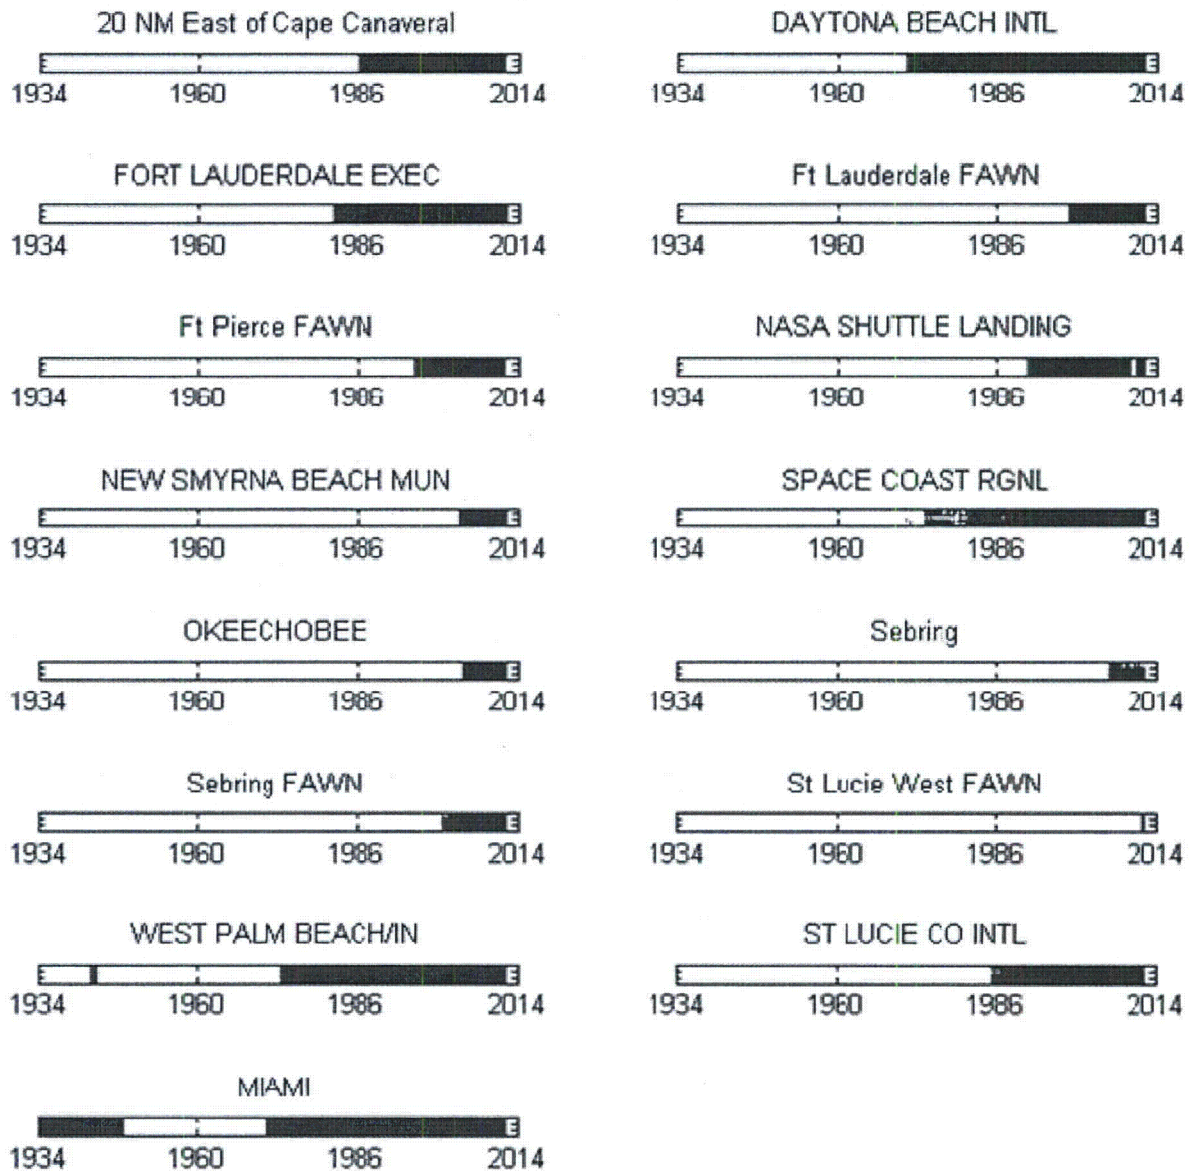 20 NM East of Cape Canaveral
1934 1960 1986 2014
DAYTONA BEACH INTL
1934 1960 1986 2014
FORT LAUDERDALE EXEC
1934 1960 1986 2014
Ft Lauderdale FAWN
1934 1960 1986 2014
Ft Pierce FAWN
1934 1960 1986 2014
NASA SHUTTLE LANDING
1934 1960 1986 2014
NEW SMYRNA BEACH MUN
1934 1960 1986 2014
SPACE COAST RGNL
1934 1960 1986 2014
OKEECHOBEE
1934 1960 1986 2014
Sebring
1934 1960 1986 2014
Sebring FAWN
1934 1960 1986 2014
St Lucie West FAWN
1934 1960 1986 2014
WEST PALM BEACH/IN
1934 1960 1986 2014
ST LUCIE CO INTL
1934 1960 1986 2014
MIAMI
1934 1960 1986 2014